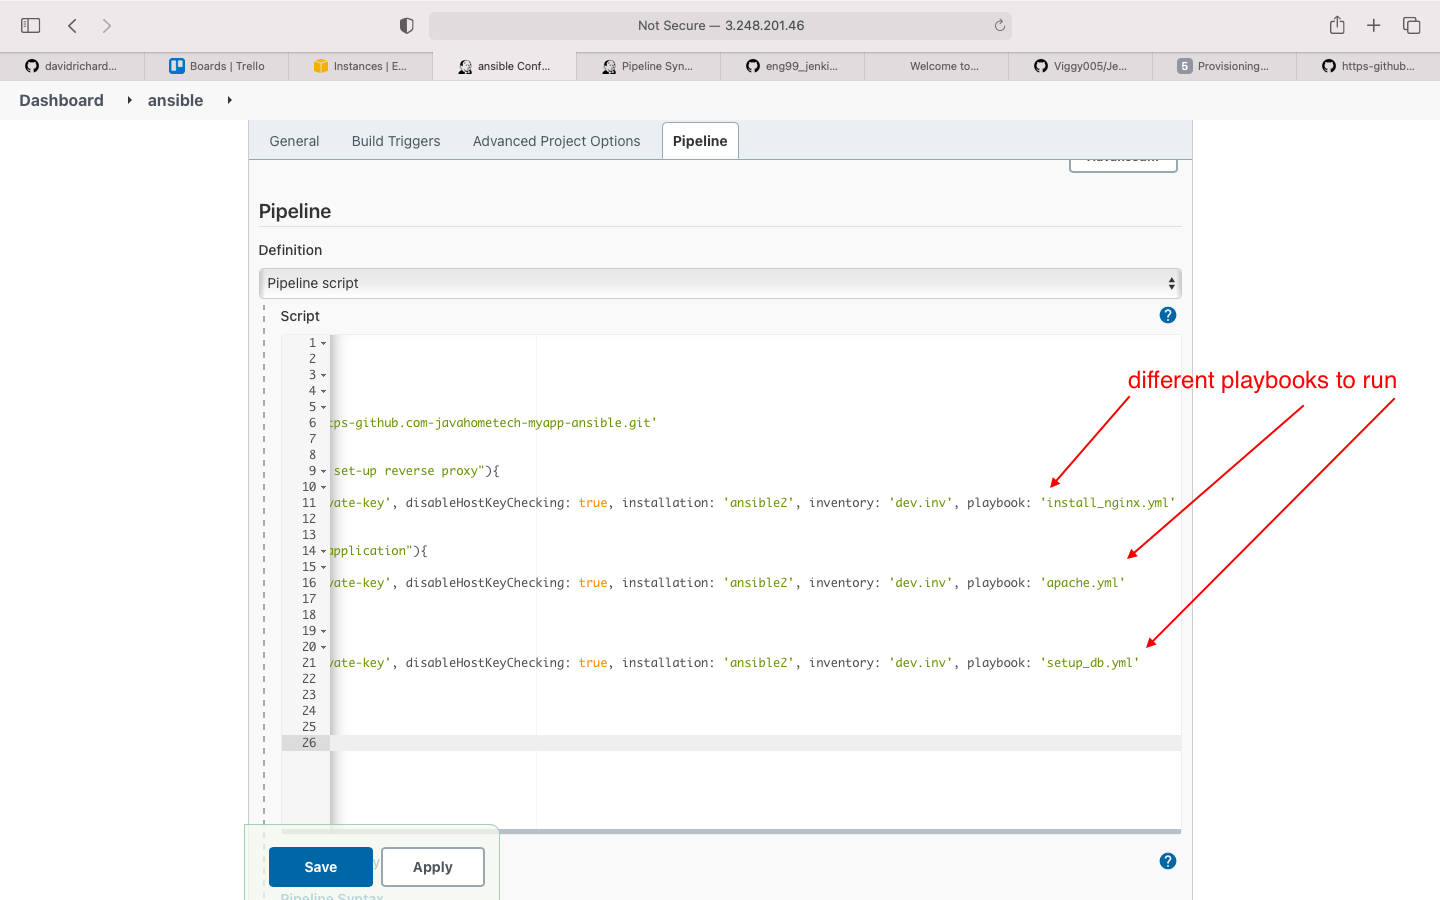 Not Secure — 3.248.201.46
davidrichard...
Boards | Trello
Instances | E...
ansible Conf...
Pipeline Syn...
eng99_jenki...
Welcome to...
Viggy005/Je...
5 Provisioning...
https-github...
Dashboard ansible
General Build Triggers Advanced Project Options Pipeline
Pipeline
Definition
Pipeline script
Script
?
1
2
3
4
5
6 tps-github.com-javahometech-myapp-ansible.git'
7
8
9 set-up reverse proxy"){
10
11 vate-key', disableHostKeyChecking: true, installation: 'ansible2', inventory: 'dev.inv', playbook: 'install_nginx.yml'
12
13
14 application"){
15
16 vate-key', disableHostKeyChecking: true, installation: 'ansible2', inventory: 'dev.inv', playbook: 'apache.yml'
17
18
19
20
21 vate-key', disableHostKeyChecking: true, installation: 'ansible2', inventory: 'dev.inv', playbook: 'setup_db.yml'
22
23
24
25
26
different playbooks to run
Save Apply
?
Pipeline Syntax